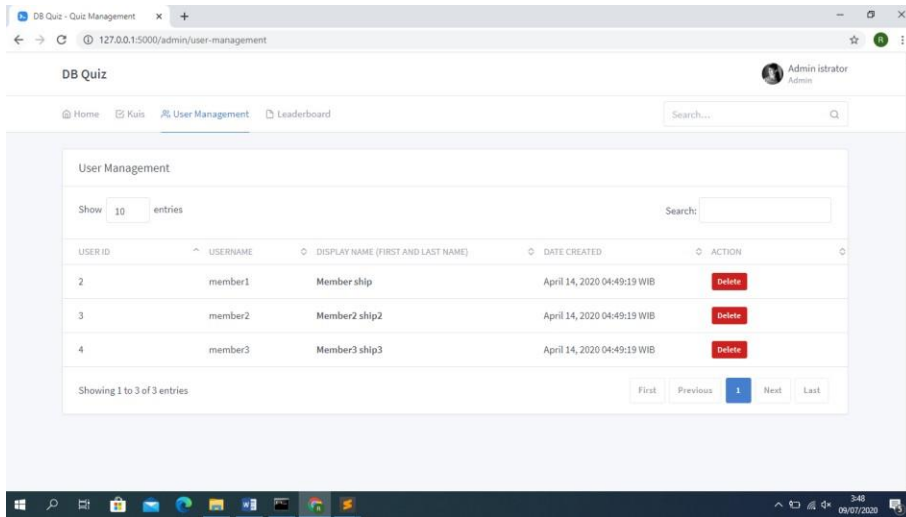 DB Quiz - Quiz Management
127.0.0.1:5000/admin/user-management
R
DB Quiz
Admin istrator
Admin
Home Kuis User Management Leaderboard Search...
User Management
Show 10 entries Search:
USER ID USERNAME DISPLAY NAME (FIRST AND LAST NAME) DATE CREATED ACTION
2 member1 Member ship April 14, 2020 04:49:19 WIB Delete
3 member2 Member2 ship2 April 14, 2020 04:49:19 WIB Delete
4 member3 Member3 ship3 April 14, 2020 04:49:19 WIB Delete
Showing 1 to 3 of 3 entries First Previous 1 Next Last
3:48
09/07/2020